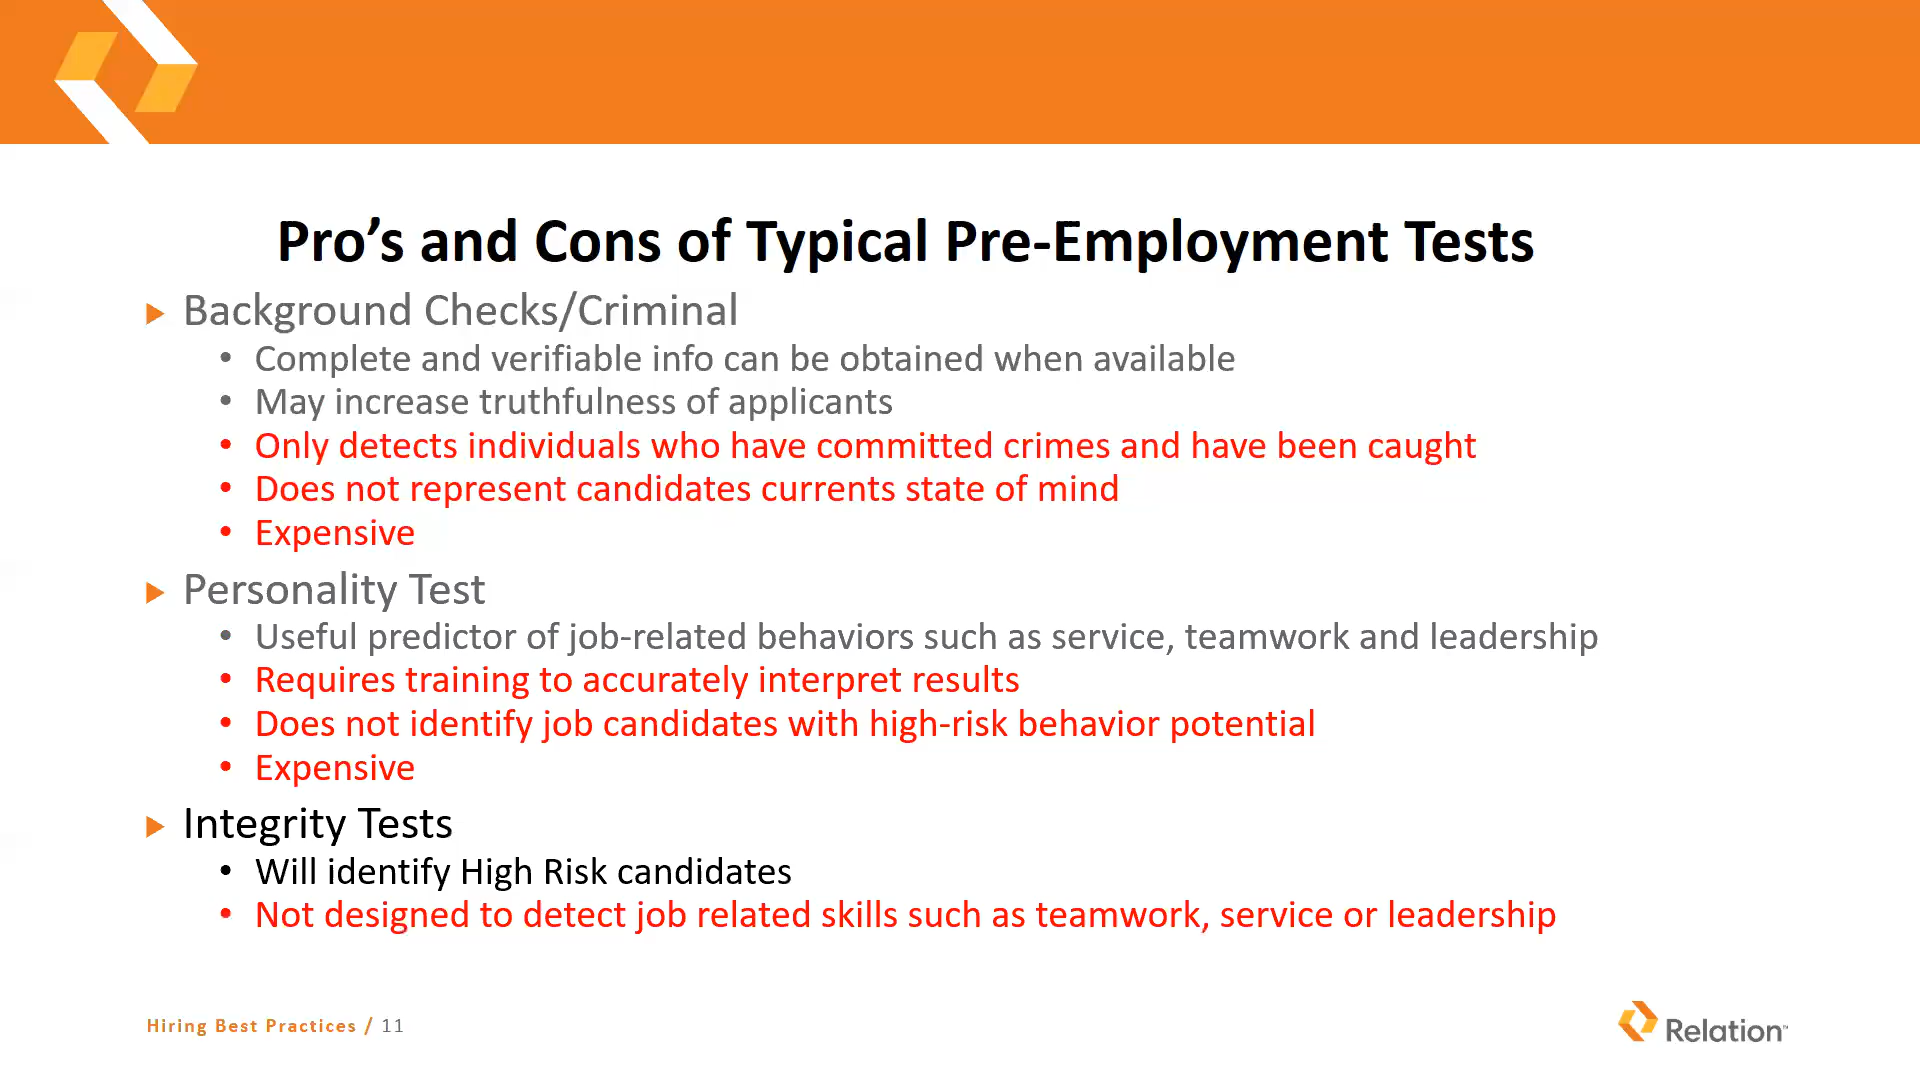 Pro’s and Cons of Typical Pre-Employment Tests
Background Checks/Criminal
• Complete and verifiable info can be obtained when available
• May increase truthfulness of applicants
• Only detects individuals who have committed crimes and have been caught
• Does not represent candidates currents state of mind
• Expensive
Personality Test
• Useful predictor of job-related behaviors such as service, teamwork and leadership
• Requires training to accurately interpret results
• Does not identify job candidates with high-risk behavior potential
• Expensive
Integrity Tests
• Will identify High Risk candidates
• Not designed to detect job related skills such as teamwork, service or leadership
Hiring Best Practices / 11
Relation™